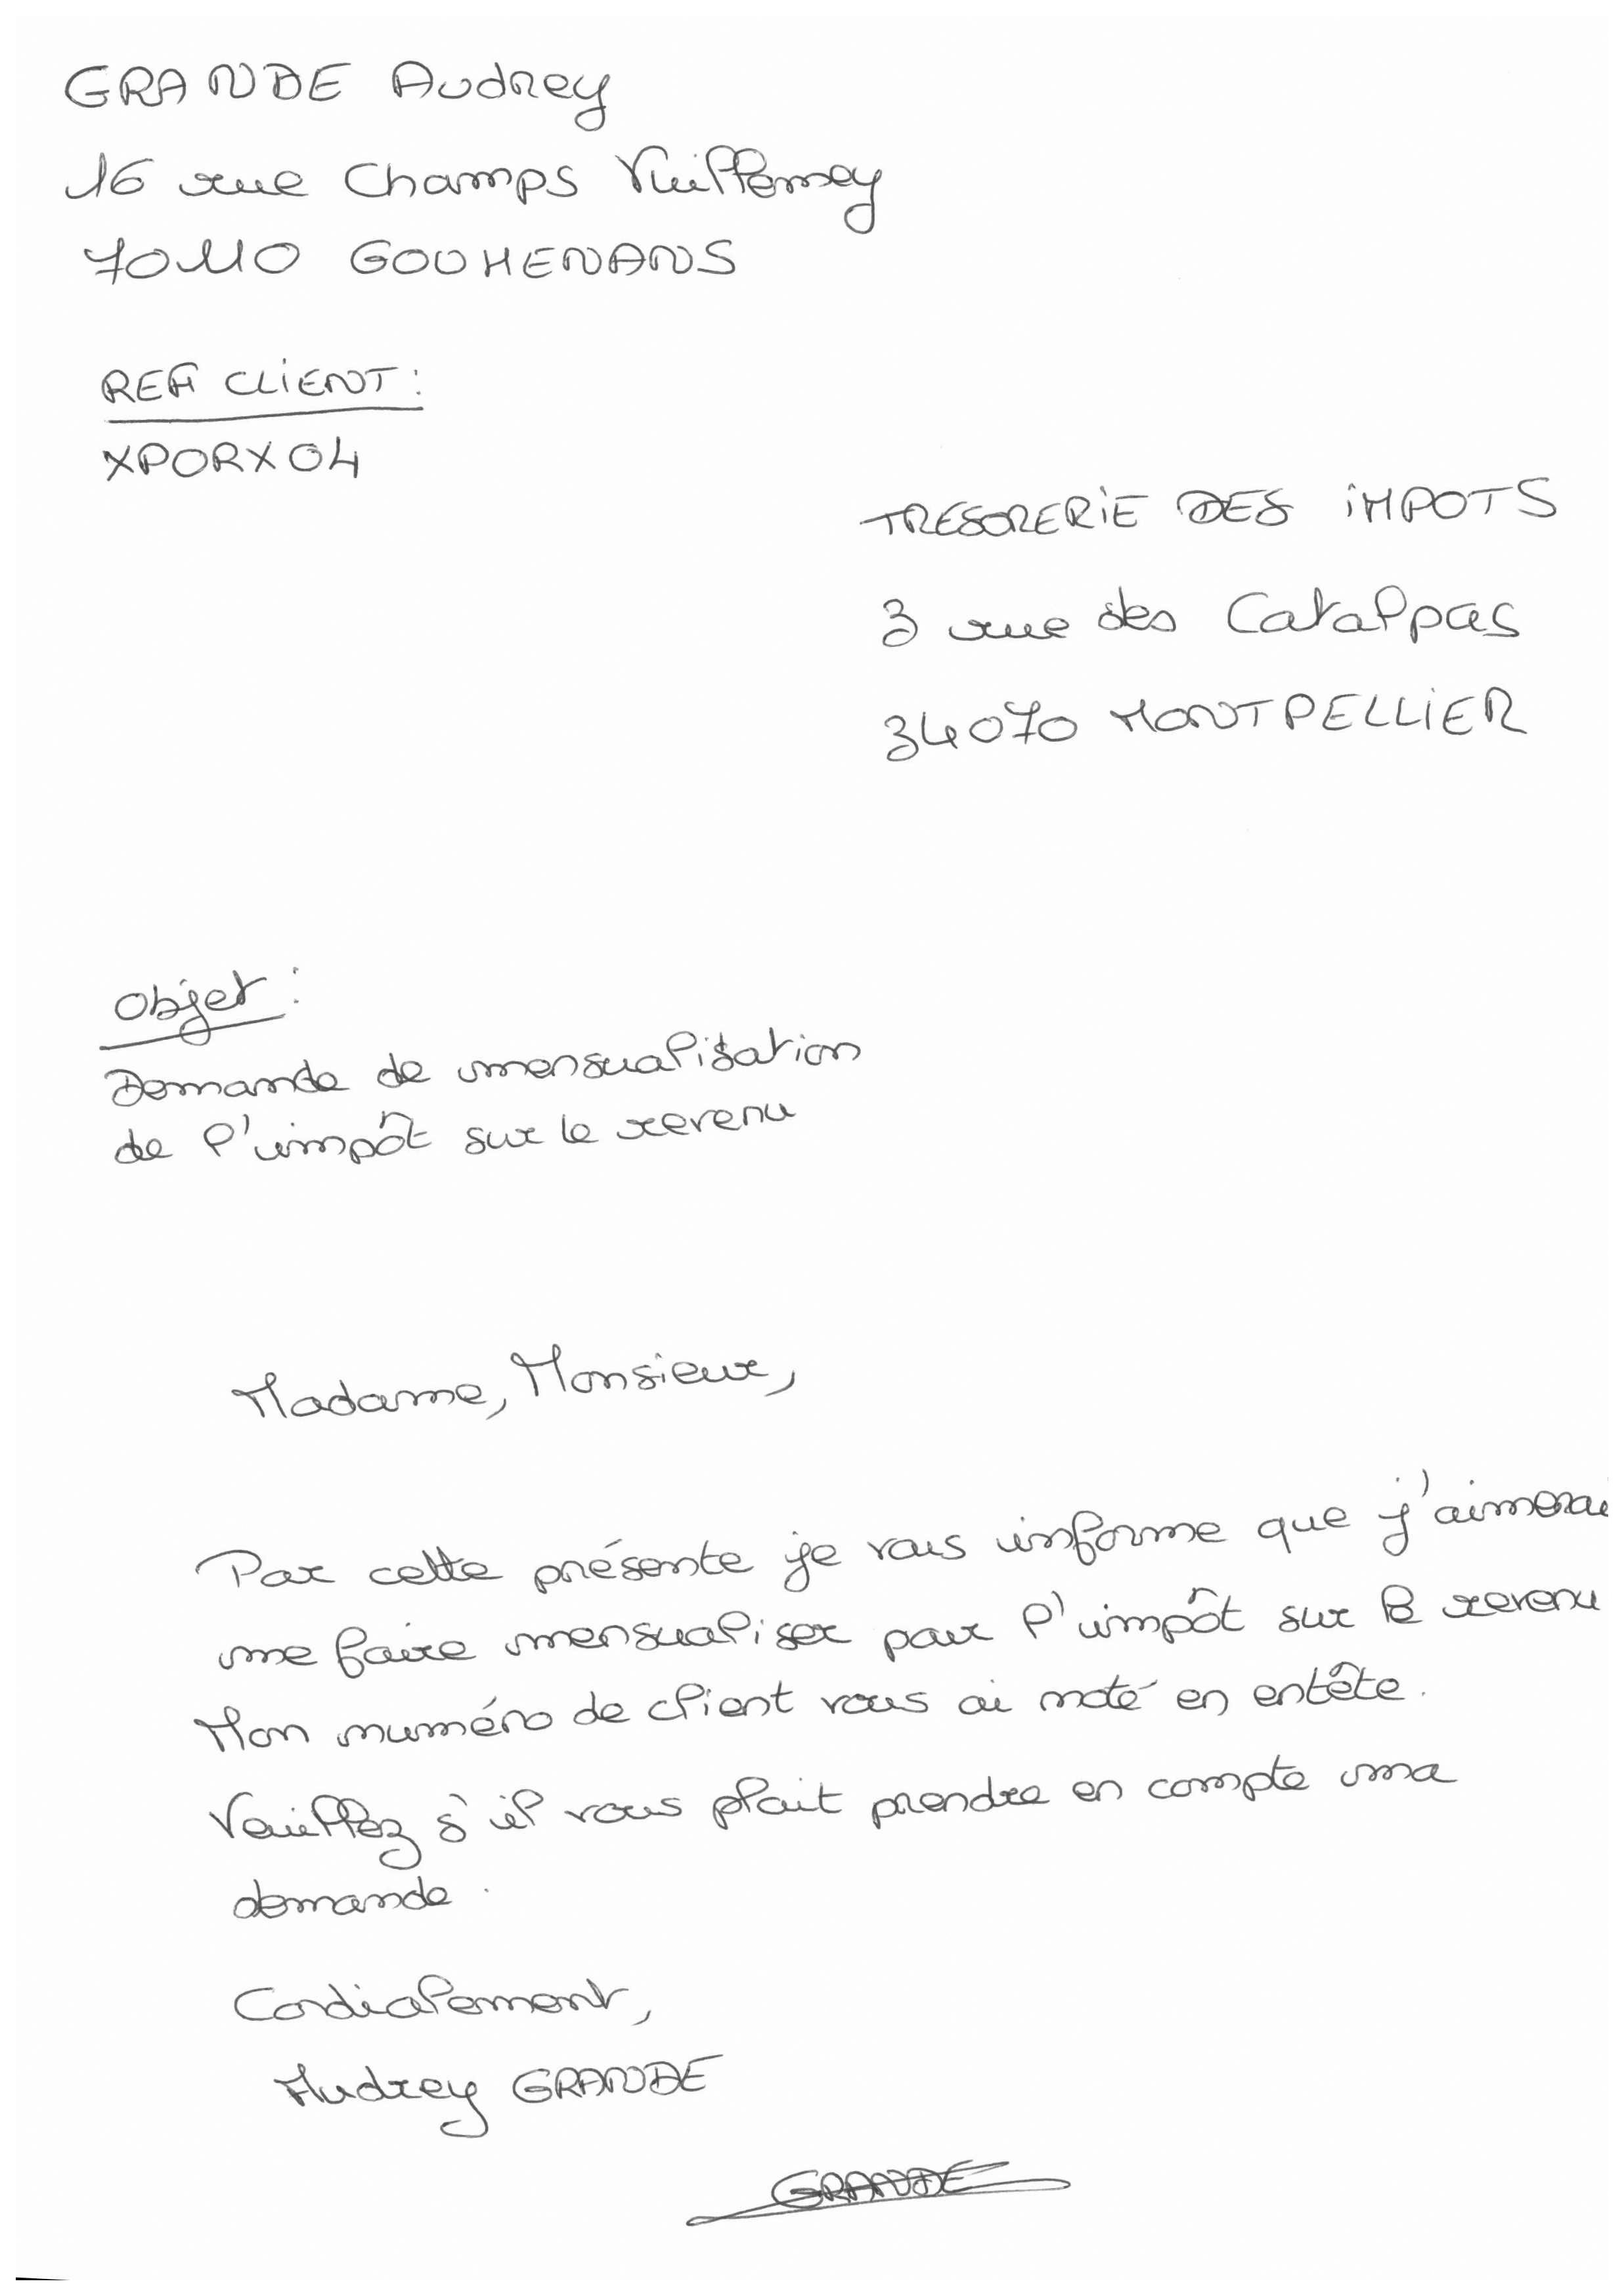 GRANDE Audrey
16 rue Champs Vuillemey
70110 GOUHENANS
REF CLIENT :
XPORX04
TRESORERIE DES IMPOTS
3 rue des Catalpas
34070 MONTPELLIER
Objet :
Demande de mensualisation
de l'impôt sur le revenu
Madame, Monsieur,
Par cette présente je vous informe que j'aimerai
me faire mensualiser pour l'impôt sur le revenu
Mon numéro de client vous ai noté en entête.
Veuillez s'il vous plait prendre en compte ma
demande.
Cordialement,
Audrey GRANDE
GRANDE